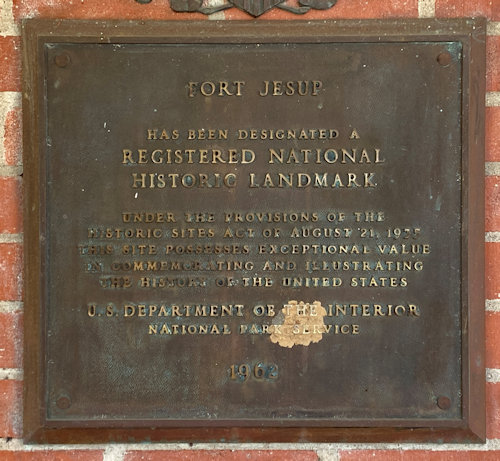 FORT JESUP
HAS BEEN DESIGNATED A
REGISTERED NATIONAL
HISTORIC LANDMARK
UNDER THE PROVISIONS OF THE
HISTORIC SITES ACT OF AUGUST 21, 1935
THIS SITE POSSESSES EXCEPTIONAL VALUE
IN COMMEMORATING AND ILLUSTRATING
THE HISTORY OF THE UNITED STATES
U.S. DEPARTMENT OF THE INTERIOR
NATIONAL PARK SERVICE
1962